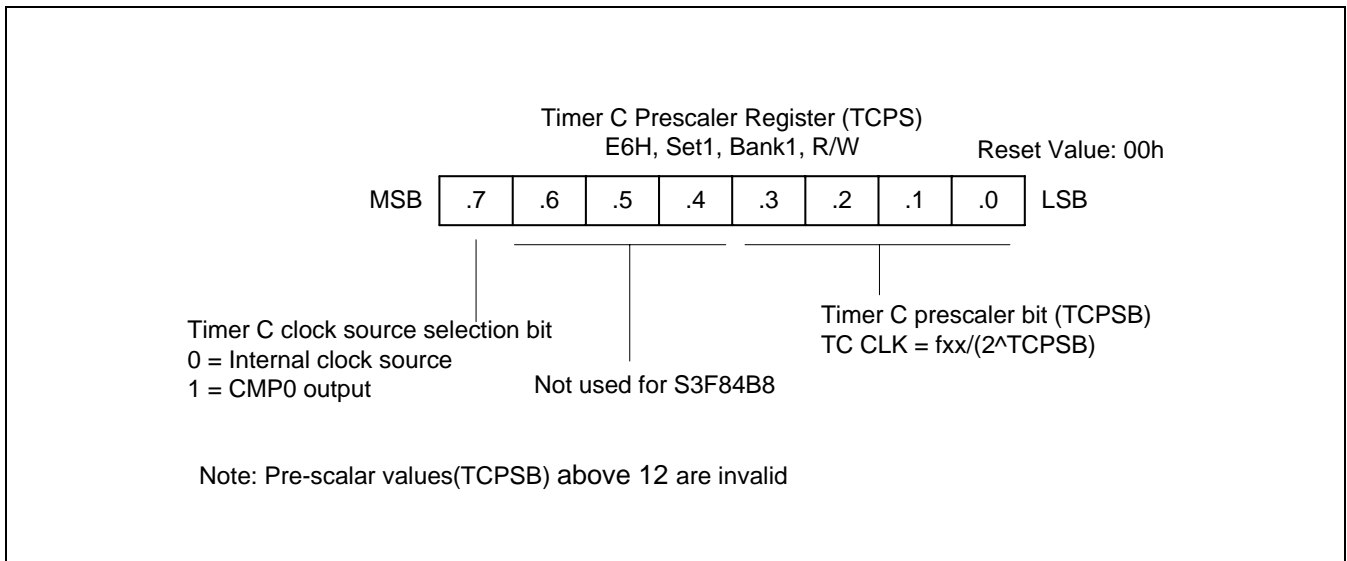 Timer C Prescaler Register (TCPS)
E6H, Set1, Bank1, R/W
Reset Value: 00h
MSB .7 .6 .5 .4 .3 .2 .1 .0 LSB
Timer C clock source selection bit
0 = Internal clock source
1 = CMP0 output
Not used for S3F84B8
Timer C prescaler bit (TCPSB)
TC CLK = fxx/(2^TCPSB)
Note: Pre-scalar values(TCPSB) above 12 are invalid